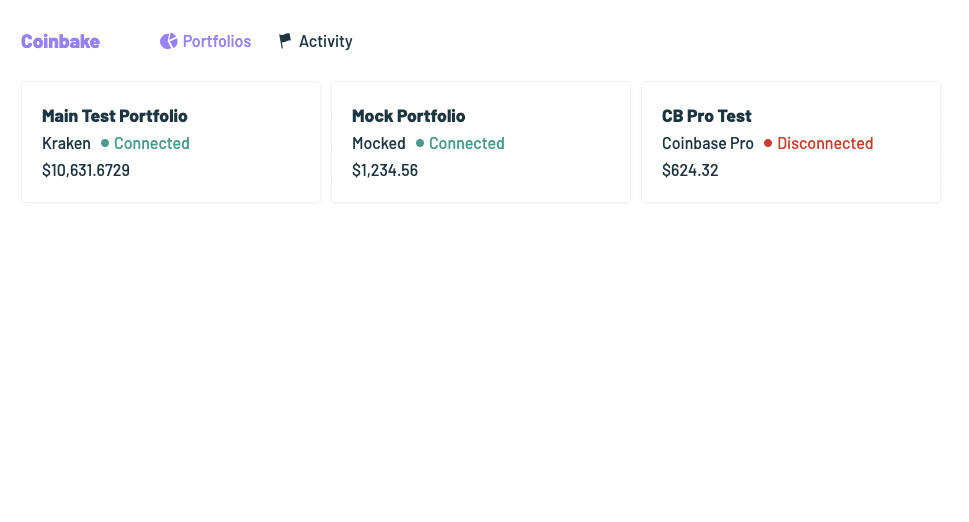 Coinbake Portfolios Activity
Main Test Portfolio
Kraken Connected
$10,631.6729
Mock Portfolio
Mocked Connected
$1,234.56
CB Pro Test
Coinbase Pro Disconnected
$624.32